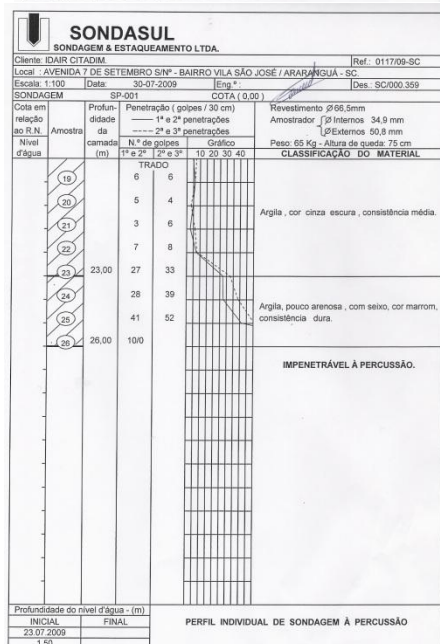 SONDASUL
SONDAGEM & ESTAQUEAMENTO LTDA.
Cliente: IDAIR CITADIM. Ref.: 0117/09-SC
Local : AVENIDA 7 DE SETEMBRO S/Nº - BAIRRO VILA SÃO JOSÉ / ARARANGUÁ - SC.
Escala: 1:100 Data: 30-07-2009 Eng.º : Des.: SC/000.359
SONDAGEM SP-001 COTA ( 0,00 )
Cota em relação ao R.N. Nível d'água
Amostra
Profundidade da camada (m)
Penetração ( golpes / 30 cm)
1ª e 2ª penetrações
2ª e 3ª penetrações
N.º de golpes Gráfico
1º e 2º 2º e 3º 10 20 30 40
Revestimento Ø66,5mm
Amostrador Ø Internos 34,9 mm
Ø Externos 50,8 mm
Peso: 65 Kg - Altura de queda: 75 cm
CLASSIFICAÇÃO DO MATERIAL
TRADO
19 6 6
20 5 4
21 3 6
22 7 8
23 23,00 27 33
24 28 39
25 41 52
26 26,00 10/0
Argila , cor cinza escura , consistência média.
Argila, pouco arenosa , com seixo, cor marrom,
consistência dura.
IMPENETRÁVEL À PERCUSSÃO.
Profundidade do nível d'água - (m)
INICIAL FINAL
23.07.2009
1,50
PERFIL INDIVIDUAL DE SONDAGEM À PERCUSSÃO